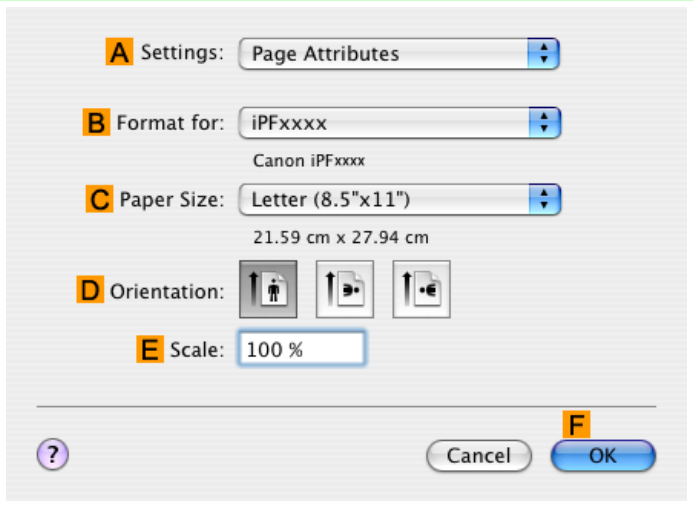 A Settings: Page Attributes
B Format for: iPFxxxx
Canon iPFxxxx
C Paper Size: Letter (8.5"x11")
21.59 cm x 27.94 cm
D Orientation:
E Scale: 100 %
F
? Cancel OK